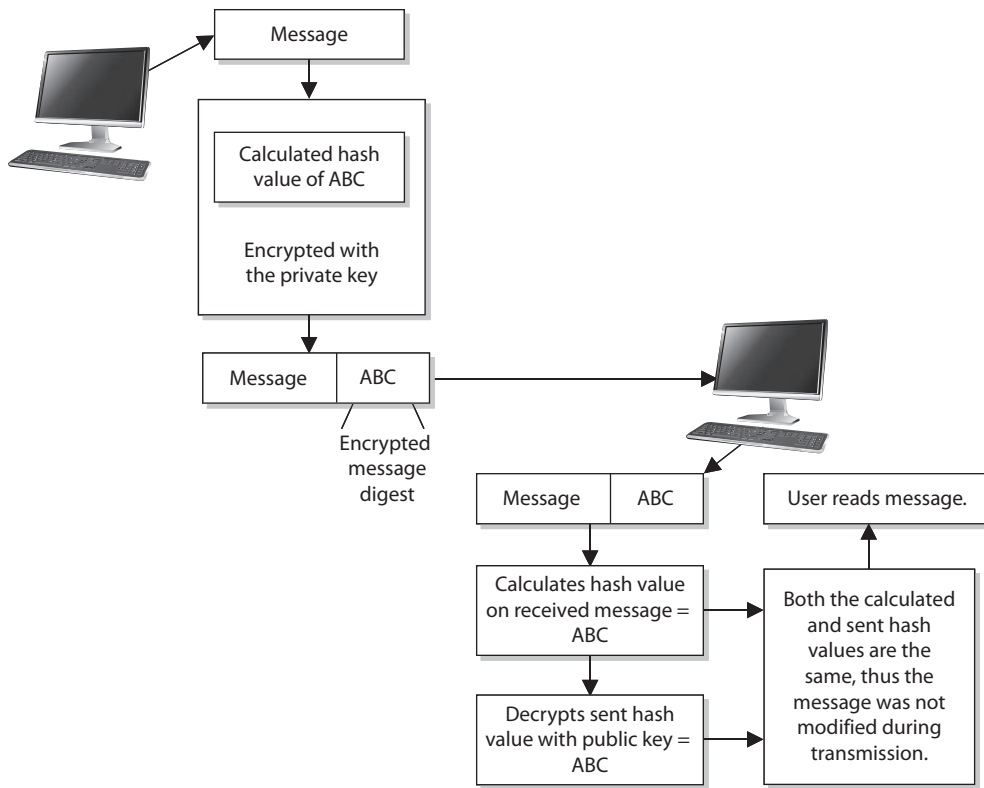 Message
Calculated hash
value of ABC
Encrypted with
the private key
Message
ABC
Encrypted
message
digest
Message
ABC
User reads message.
Calculates hash value
on received message =
ABC
Both the calculated
and sent hash
values are the
same, thus the
message was not
modified during
transmission.
Decrypts sent hash
value with public key =
ABC